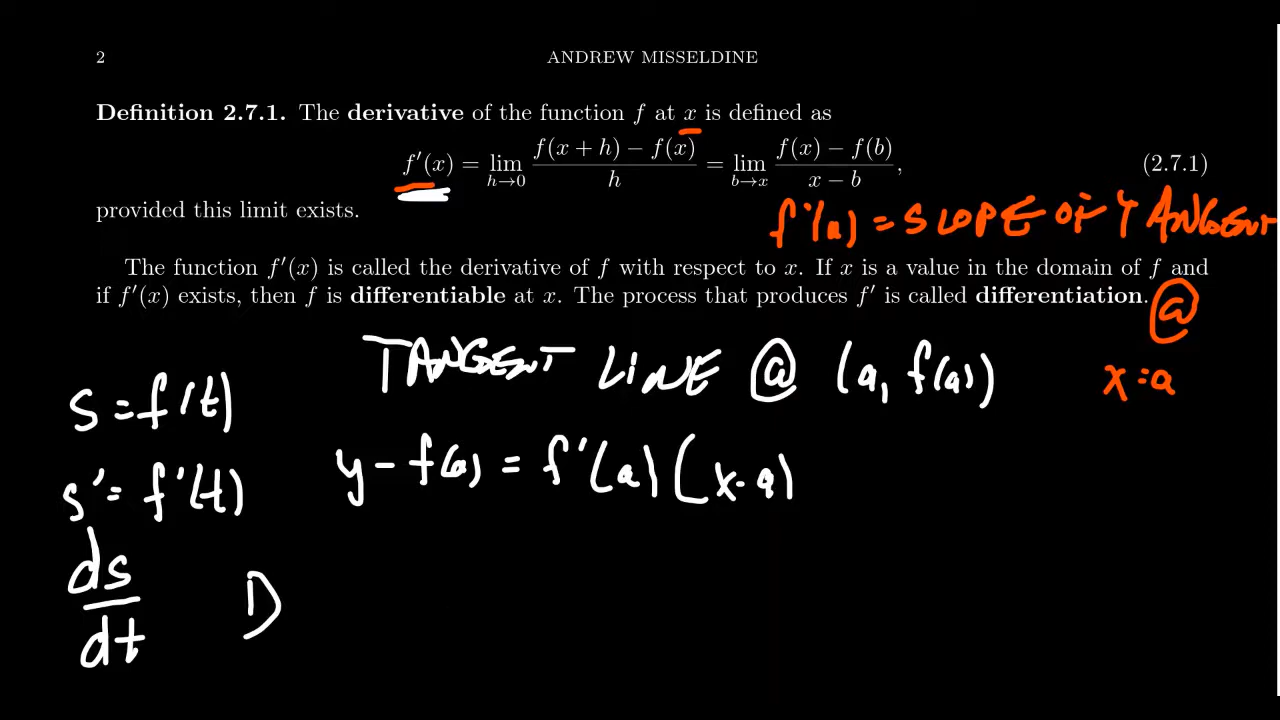 2 ANDREW MISSELDINE
Definition 2.7.1. The derivative of the function f at x is defined as
f′(x) = lim_{h→0} (f(x + h) − f(x))/h = lim_{b→x} (f(x) − f(b))/(x − b), (2.7.1)
provided this limit exists.
f'(a) = SLOPE OF TANGENT
@
x=a
The function f′(x) is called the derivative of f with respect to x. If x is a value in the domain of f and
if f′(x) exists, then f is differentiable at x. The process that produces f′ is called differentiation.
TANGENT LINE @ (a, f(a))
y - f(a) = f'(a)(x-a)
s = f(t)
s' = f'(t)
ds/dt
D